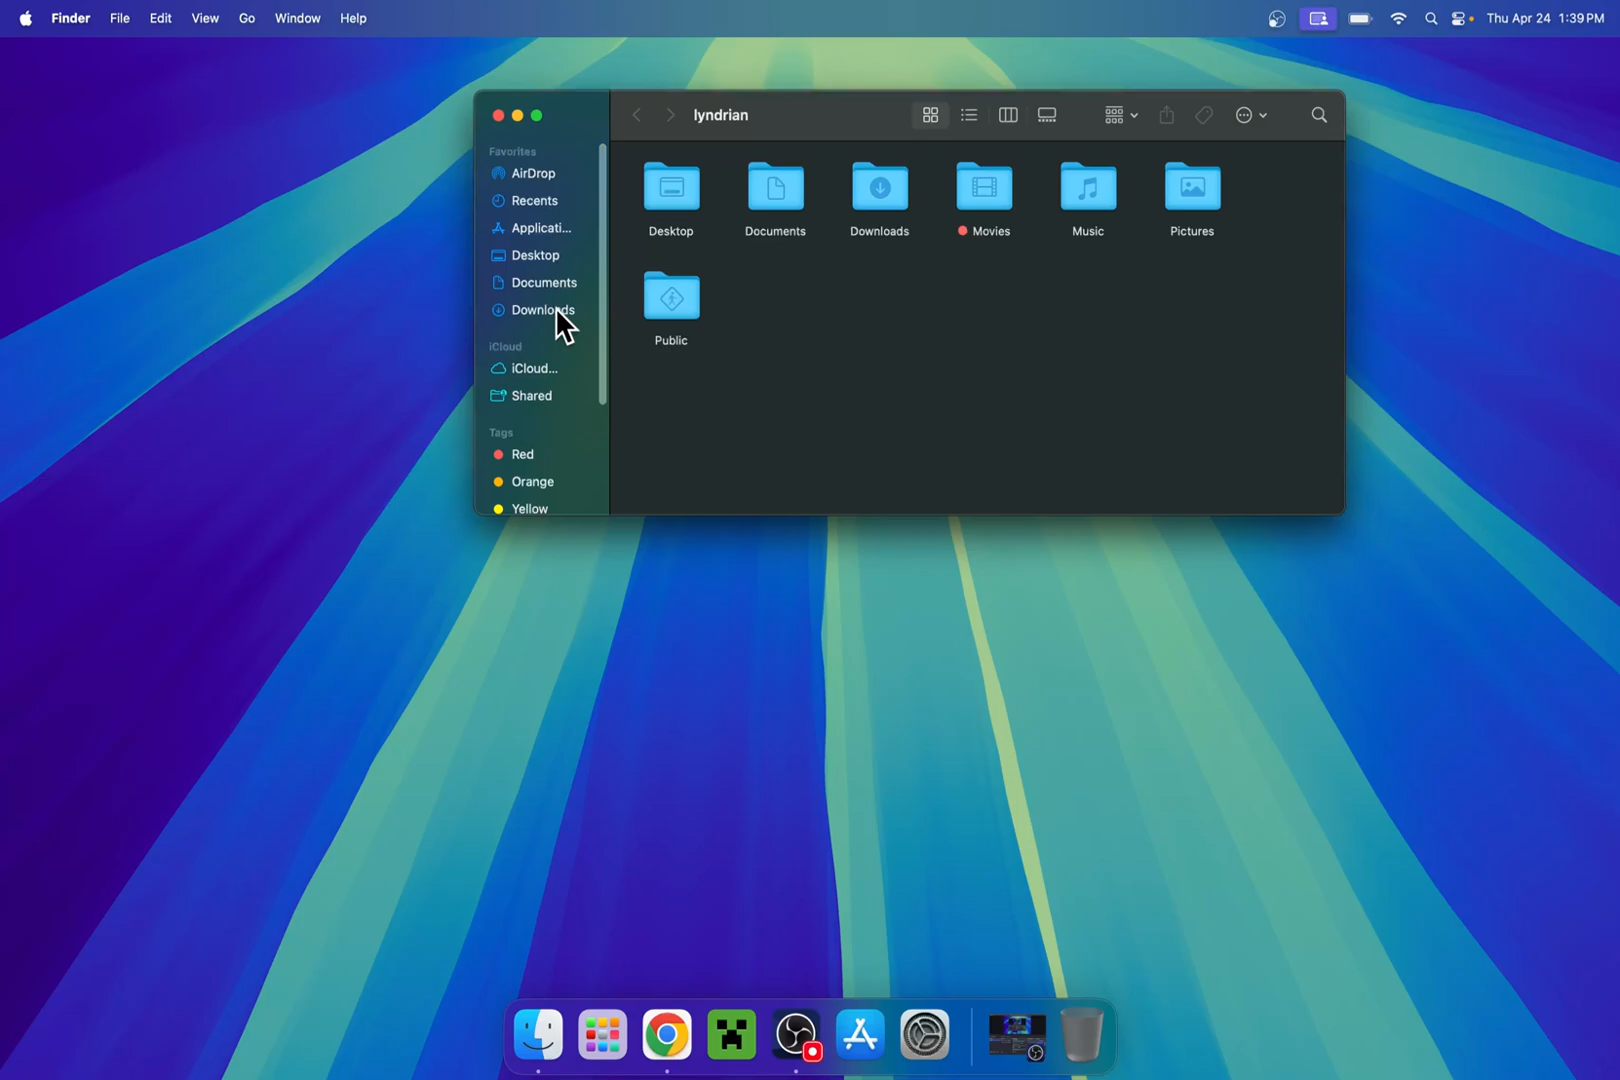 Finder File Edit View Go Window Help
Thu Apr 24 1:39 PM
lyndrian
Favorites
AirDrop
Recents
Applicati...
Desktop
Documents
Downloads
iCloud
iCloud...
Shared
Tags
Red
Orange
Yellow
Desktop Documents Downloads Movies Music Pictures
Public